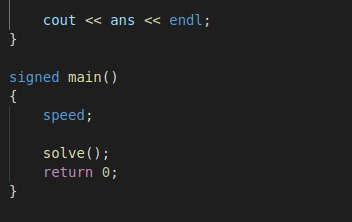 cout << ans << endl;
}
signed main()
{
speed;
solve();
return 0;
}